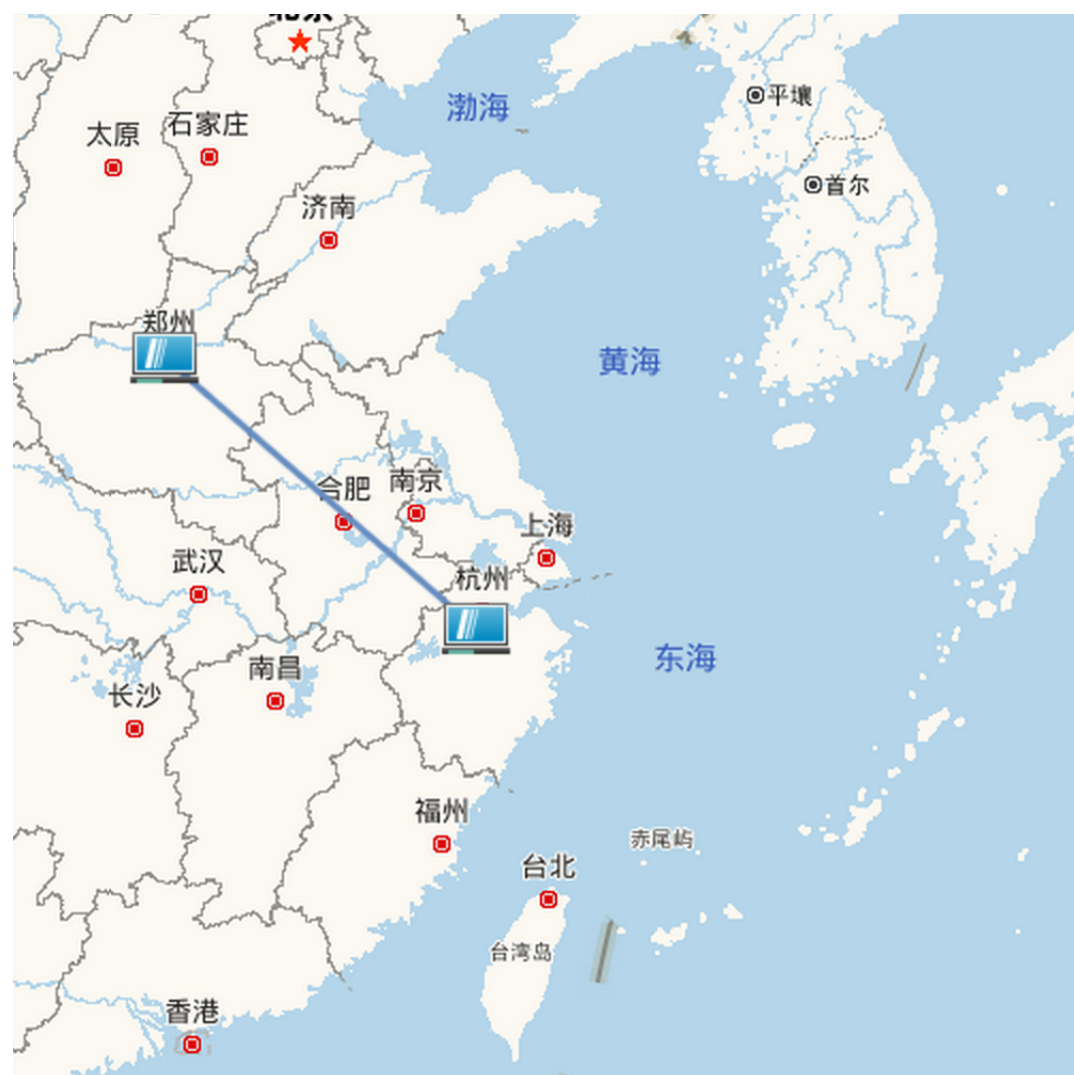 北京
渤海
平壤
石家庄
太原
首尔
济南
郑州
黄海
南京
合肥
上海
武汉
杭州
东海
南昌
长沙
福州
赤尾屿
台北
台湾岛
香港